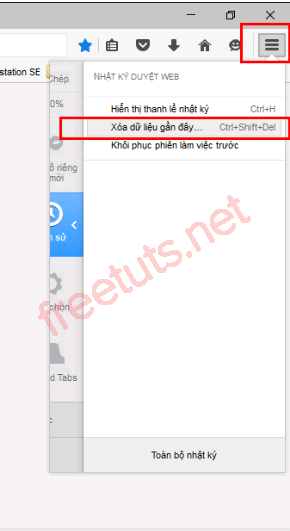 station SE
Chép
NHẬT KÝ DUYỆT WEB
0%
Hiển thị thanh lề nhật ký Ctrl+H
Xóa dữ liệu gần đây... Ctrl+Shift+Del
Khôi phục phiên làm việc trước
riêng
mới
sử
chọn
d Tabs
freetuts.net
Toàn bộ nhật ký